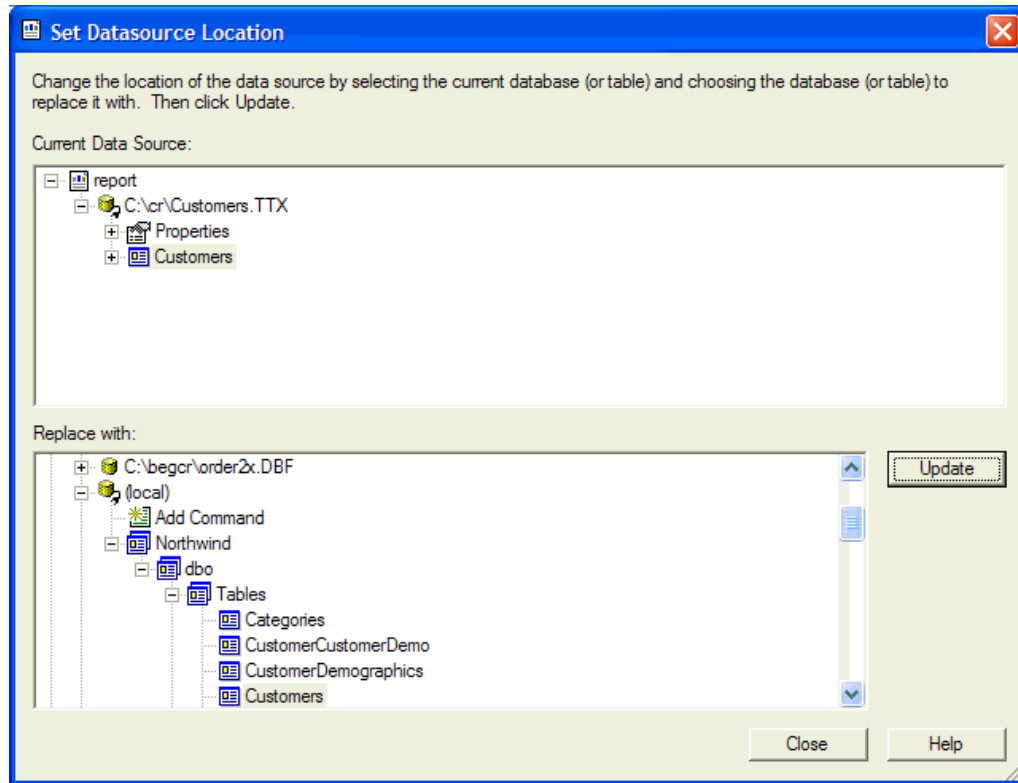 Set Datasource Location
Change the location of the data source by selecting the current database (or table) and choosing the database (or table) to
replace it with. Then click Update.
Current Data Source:
report
C:\cr\Customers.TTX
Properties
Customers
Replace with:
C:\begcr\order2x.DBF
Update
(local)
Add Command
Northwind
dbo
Tables
Categories
CustomerCustomerDemo
CustomerDemographics
Customers
Close
Help